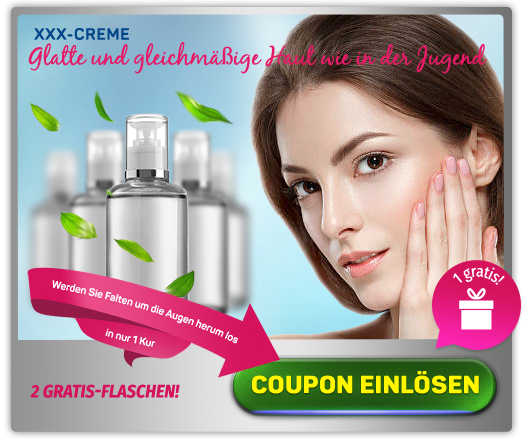 XXX-CREME
Glatte und gleichmäßige Haut wie in der Jugend
1 gratis!
Werden Sie Falten um die Augen herum los
in nur 1 Kur
2 GRATIS-FLASCHEN!
COUPON EINLÖSEN